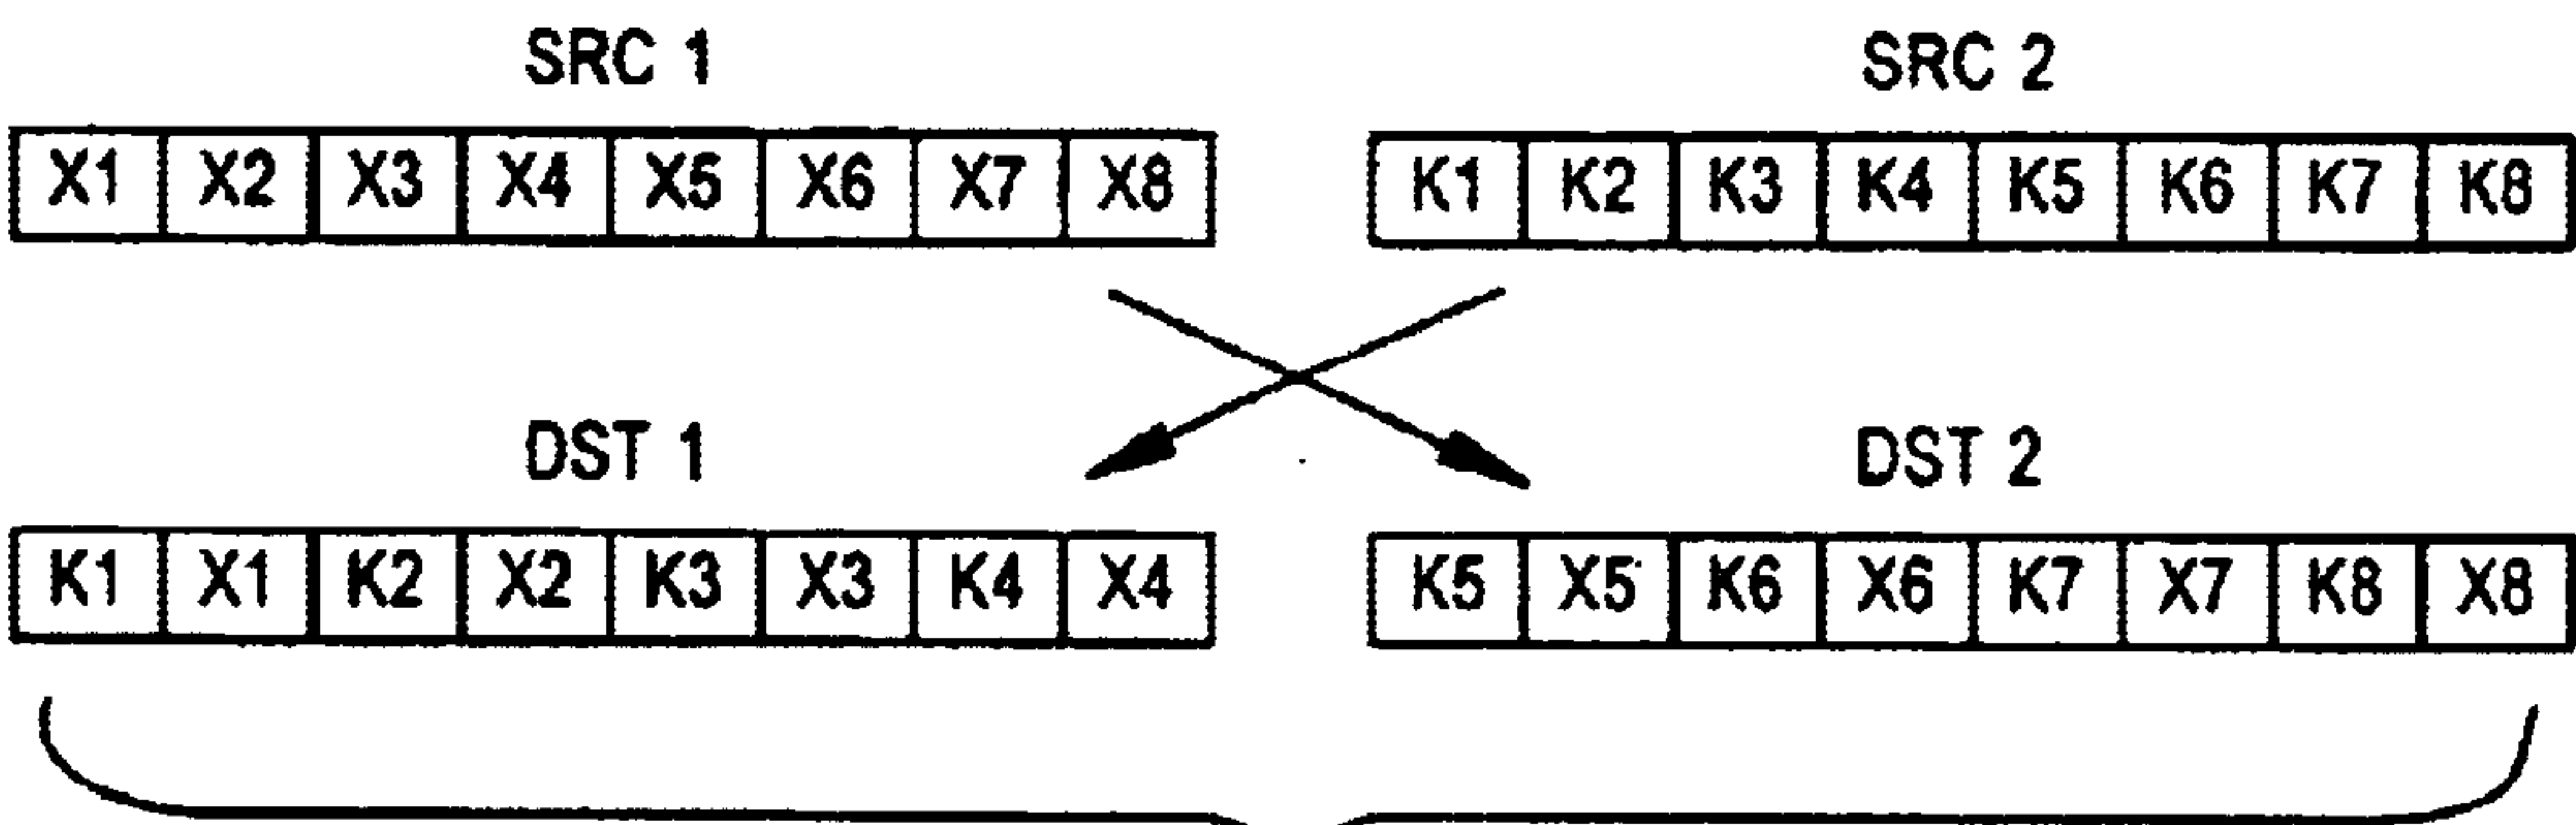 SRC 1 SRC 2
X1 X2 X3 X4 X5 X6 X7 X8 K1 K2 K3 K4 K5 K6 K7 K8
DST 1 DST 2
K1 X1 K2 X2 K3 X3 K4 X4 K5 X5 K6 X6 K7 X7 K8 X8